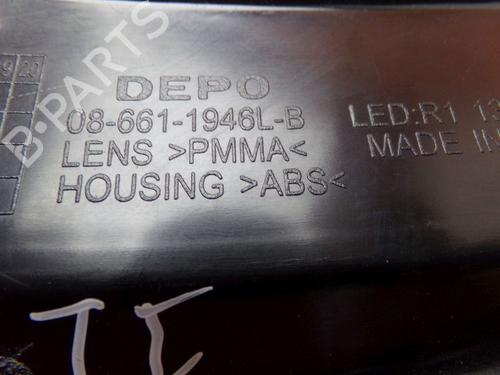 DEPO
08-661-1946L-B
LENS >PMMA<
HOUSING >ABS<
LED:R1
MADE IN
B-PARTS